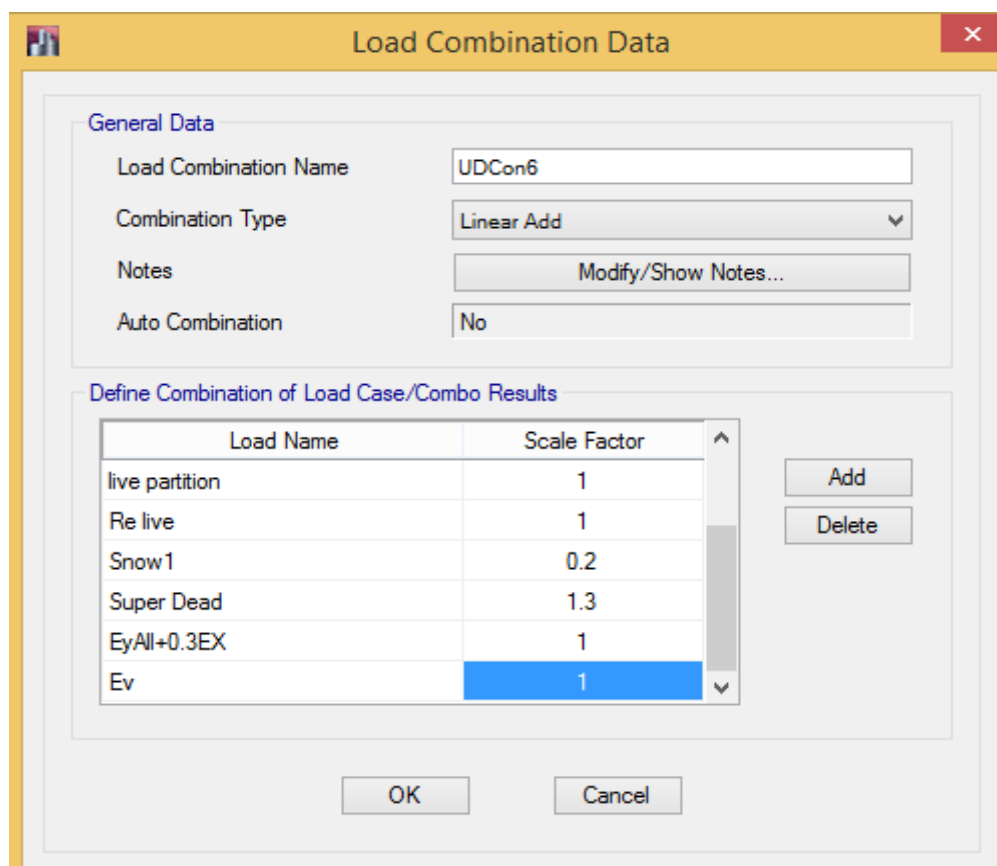 Load Combination Data
General Data
Load Combination Name UDCon6
Combination Type Linear Add
Notes Modify/Show Notes...
Auto Combination No
Define Combination of Load Case/Combo Results
Load Name Scale Factor
live partition 1 Add
Re live 1 Delete
Snow1 0.2
Super Dead 1.3
EyAll+0.3EX 1
Ev 1
OK Cancel